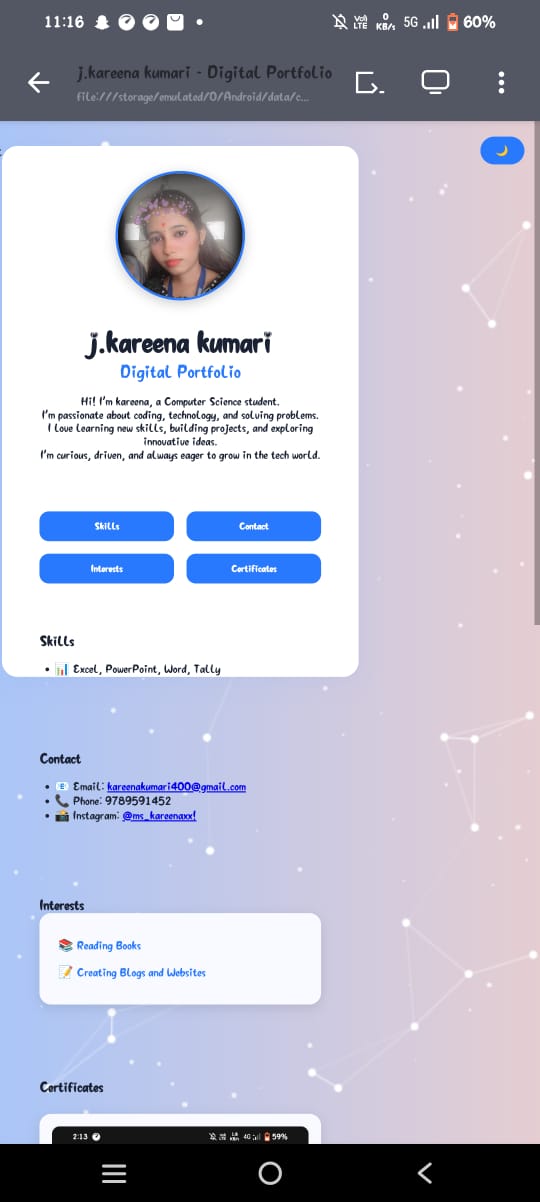 11:16
VoI) LTE
0 KB/s
5G
60%
j.kareena kumari - Digital Portfolio
file:///storage/emulated/0/Android/data/c...
j.kareena kumari
Digital Portfolio
Hi! I'm kareena, a Computer Science student.
I'm passionate about coding, technology, and solving problems.
I love learning new skills, building projects, and exploring
innovative ideas.
I'm curious, driven, and always eager to grow in the tech world.
Skills Contact
Interests Certificates
Skills
• 📊 Excel, PowerPoint, Word, Tally
Contact
• 📧 Email: kareenakumari400@gmail.com
• 📞 Phone: 9789591452
• 📸 Instagram: @ms_kareenaxx!
Interests
📚 Reading Books
📝 Creating Blogs and Websites
Certificates
2:13
4G
59%